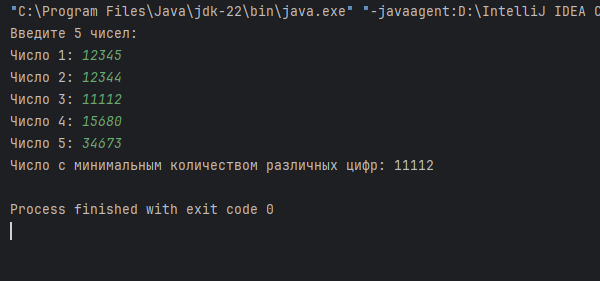 "C:\Program Files\Java\jdk-22\bin\java.exe" "-javaagent:D:\IntelliJ IDEA C
Введите 5 чисел:
Число 1: 12345
Число 2: 12344
Число 3: 11112
Число 4: 15680
Число 5: 34673
Число с минимальным количеством различных цифр: 11112
Process finished with exit code 0